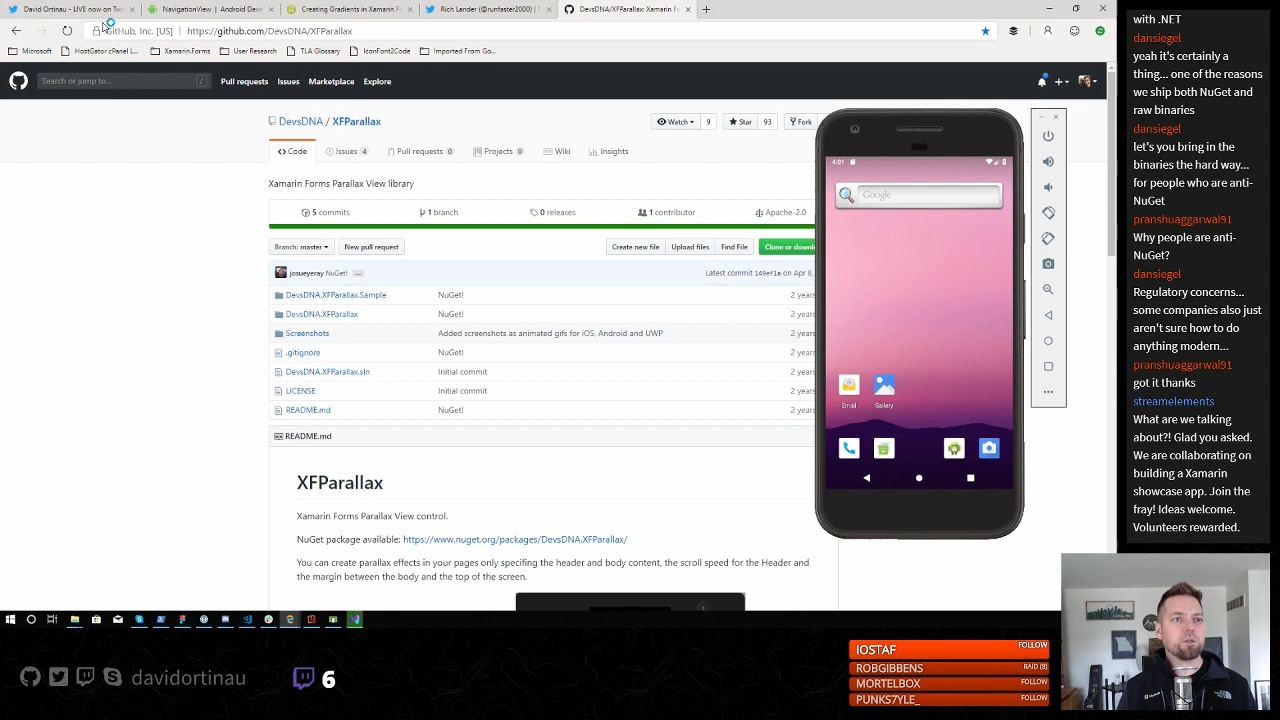 David Ortinau - LIVE now on Twi
NavigationView | Android Deve
Creating Gradients in Xamarin Fo
Rich Lander (@runfaster2000) | T
DevsDNA/XFParallax: Xamarin Fo
GitHub, Inc. [US]
https://github.com/DevsDNA/XFParallax
Microsoft
HostGator cPanel L...
Xamarin.Forms
User Research
TLA Glossary
IconFont2Code
Imported From Goo...
Search or jump to...
/
Pull requests
Issues
Marketplace
Explore
DevsDNA / XFParallax
Watch
9
Star
93
Fork
Code
Issues 4
Pull requests 0
Projects 0
Wiki
Insights
Xamarin Forms Parallax View library
5 commits
1 branch
0 releases
1 contributor
Apache-2.0
Branch: master
New pull request
Create new file
Upload files
Find File
Clone or downl
josueyeray NuGet! ...
Latest commit 149ef1a on Apr 8,
DevsDNA.XFParallax.Sample
NuGet!
2 years
DevsDNA.XFParallax
NuGet!
2 years
Screenshots
Added screenshots as animated gifs for iOS, Android and UWP
2 years
.gitignore
NuGet!
2 years
DevsDNA.XFParallax.sln
Initial commit
2 years
LICENSE
Initial commit
2 years
README.md
NuGet!
2 years
README.md
XFParallax
Xamarin Forms Parallax View control.
NuGet package available: https://www.nuget.org/packages/DevsDNA.XFParallax/
You can create parallax effects in your pages only specifing the header and body content, the scroll speed for the Header and
the margin between the body and the top of the screen.
4:01
Google
Email
Gallery
with .NET
dansiegel
yeah it's certainly a
thing... one of the reasons
we ship both NuGet and
raw binaries
dansiegel
let's you bring in the
binaries the hard way...
for people who are anti-
NuGet
pranshuaggarwal91
Why people are anti-
NuGet?
dansiegel
Regulatory concerns...
some companies also just
aren't sure how to do
anything modern...
pranshuaggarwal91
got it thanks
streamelements
What are we talking
about?! Glad you asked.
We are collaborating on
building a Xamarin
showcase app. Join the
fray! Ideas welcome.
Volunteers rewarded.
davidortinau
6
IOSTAF
FOLLOW
ROBGIBBENS
RAID (8)
MORTELBOX
FOLLOW
PUNKS7YLE_
FOLLOW